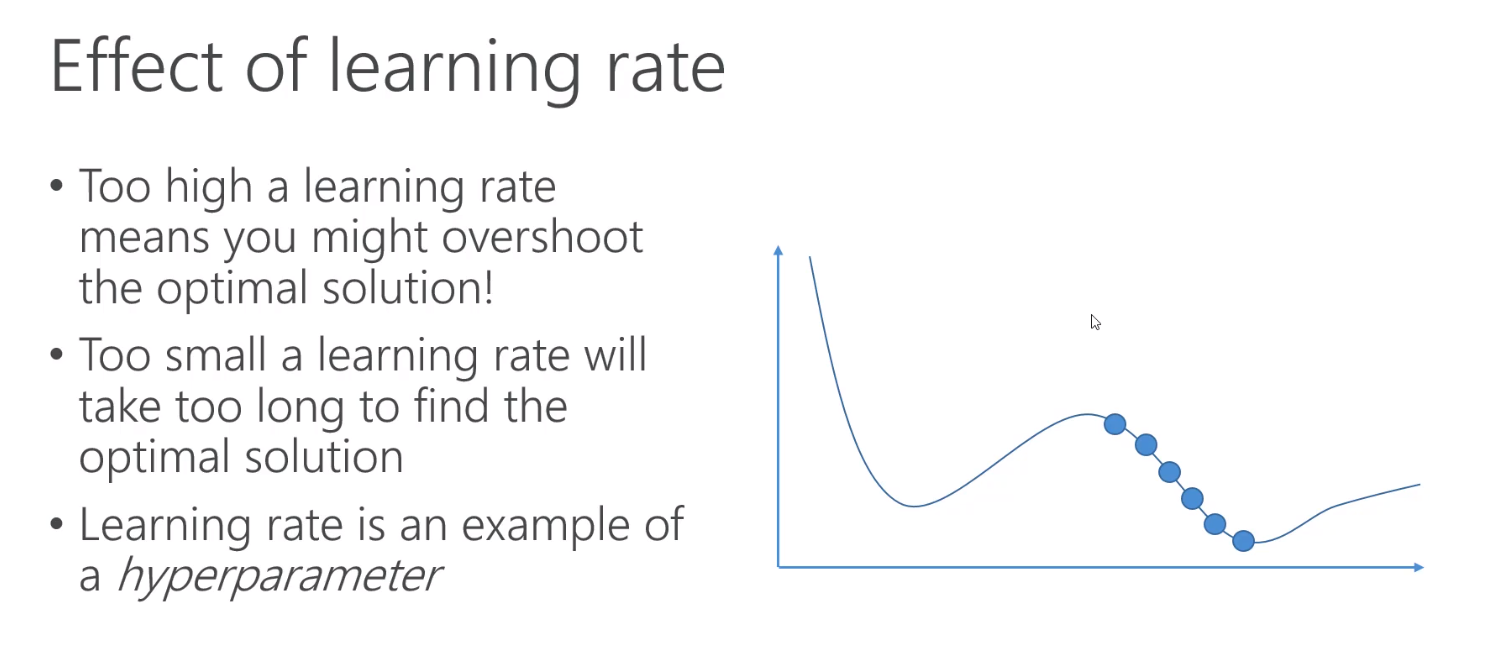 Effect of learning rate
• Too high a learning rate
means you might overshoot
the optimal solution!
• Too small a learning rate will
take too long to find the
optimal solution
• Learning rate is an example of
a hyperparameter